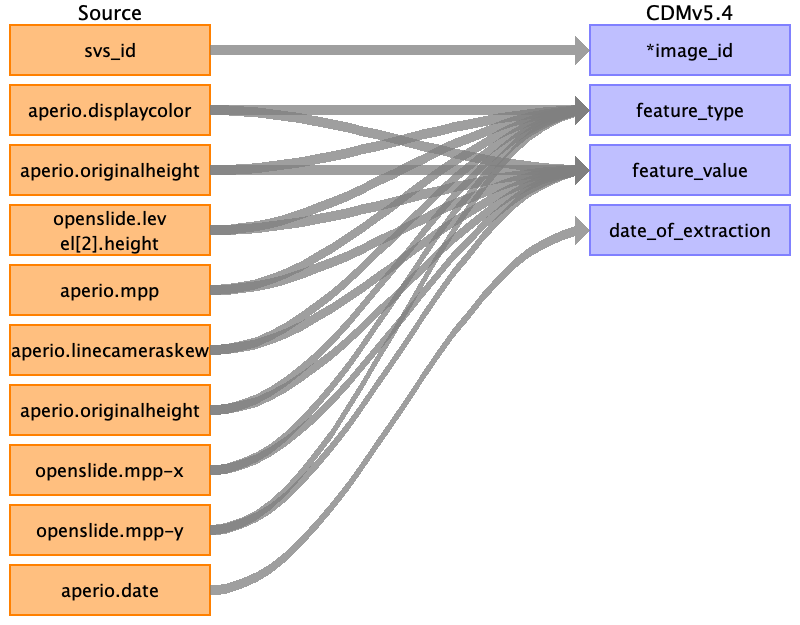 Source
CDMv5.4
svs_id
*image_id
aperio.displaycolor
feature_type
aperio.originalheight
feature_value
openslide.lev
el[2].height
date_of_extraction
aperio.mpp
aperio.linecameraskew
aperio.originalheight
openslide.mpp-x
openslide.mpp-y
aperio.date